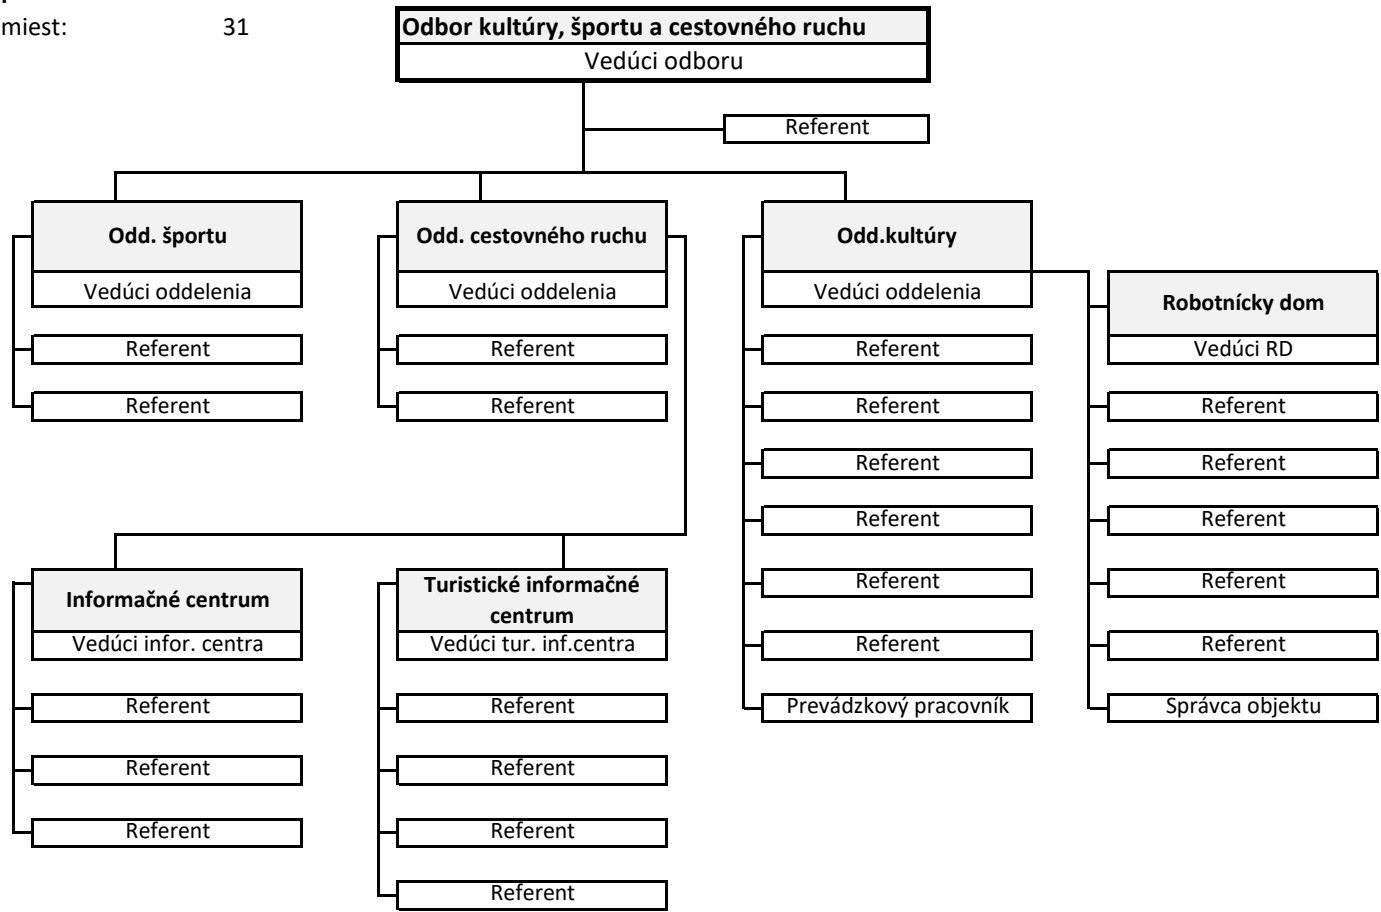 miest: 31
Odbor kultúry, športu a cestovného ruchu
Vedúci odboru
Referent
Odd. športu
Vedúci oddelenia
Referent
Referent
Odd. cestovného ruchu
Vedúci oddelenia
Referent
Referent
Odd.kultúry
Vedúci oddelenia
Referent
Referent
Referent
Referent
Referent
Referent
Prevádzkový pracovník
Robotnícky dom
Vedúci RD
Referent
Referent
Referent
Referent
Referent
Správca objektu
Informačné centrum
Vedúci infor. centra
Referent
Referent
Referent
Turistické informačné
centrum
Vedúci tur. inf.centra
Referent
Referent
Referent
Referent